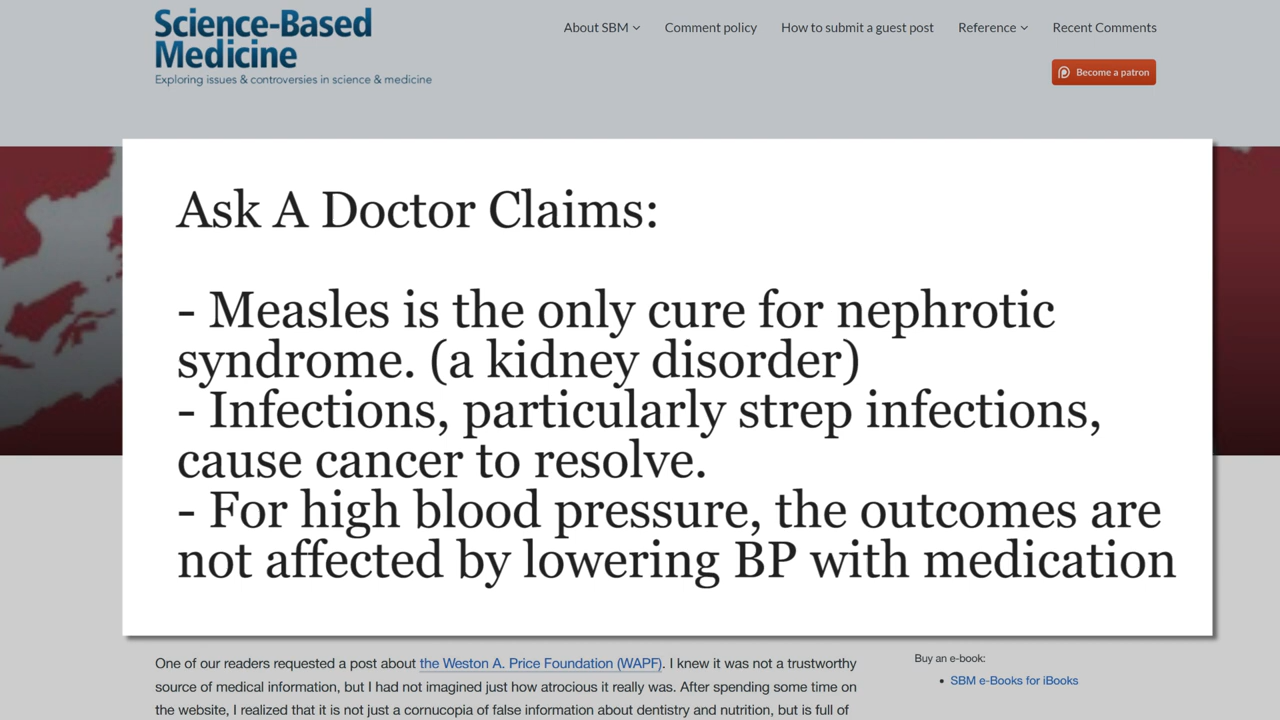 Science-Based
Medicine
Exploring issues & controversies in science & medicine
About SBM
Comment policy
How to submit a guest post
Reference
Recent Comments
Become a patron
Ask A Doctor Claims:
- Measles is the only cure for nephrotic
syndrome. (a kidney disorder)
- Infections, particularly strep infections,
cause cancer to resolve.
- For high blood pressure, the outcomes are
not affected by lowering BP with medication
One of our readers requested a post about the Weston A. Price Foundation (WAPF). I knew it was not a trustworthy
source of medical information, but I had not imagined just how atrocious it really was. After spending some time on
the website, I realized that it is not just a cornucopia of false information about dentistry and nutrition, but is full of
Buy an e-book:
• SBM e-Books for iBooks